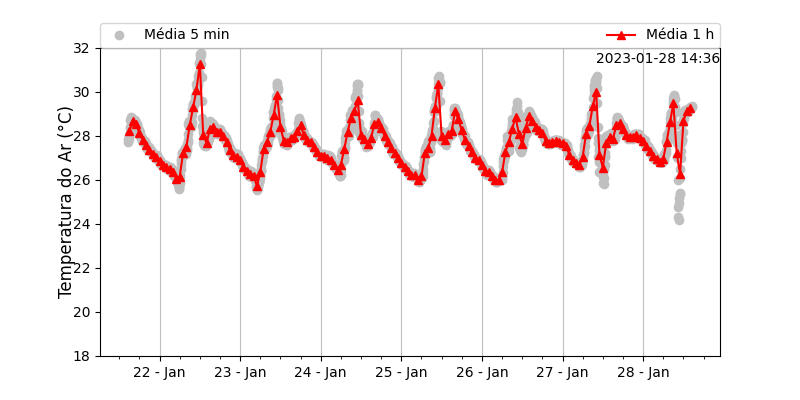 Média 5 min
Média 1 h
2023-01-28 14:36
Temperatura do Ar (°C)
32
30
28
26
24
22
20
18
22 - Jan
23 - Jan
24 - Jan
25 - Jan
26 - Jan
27 - Jan
28 - Jan